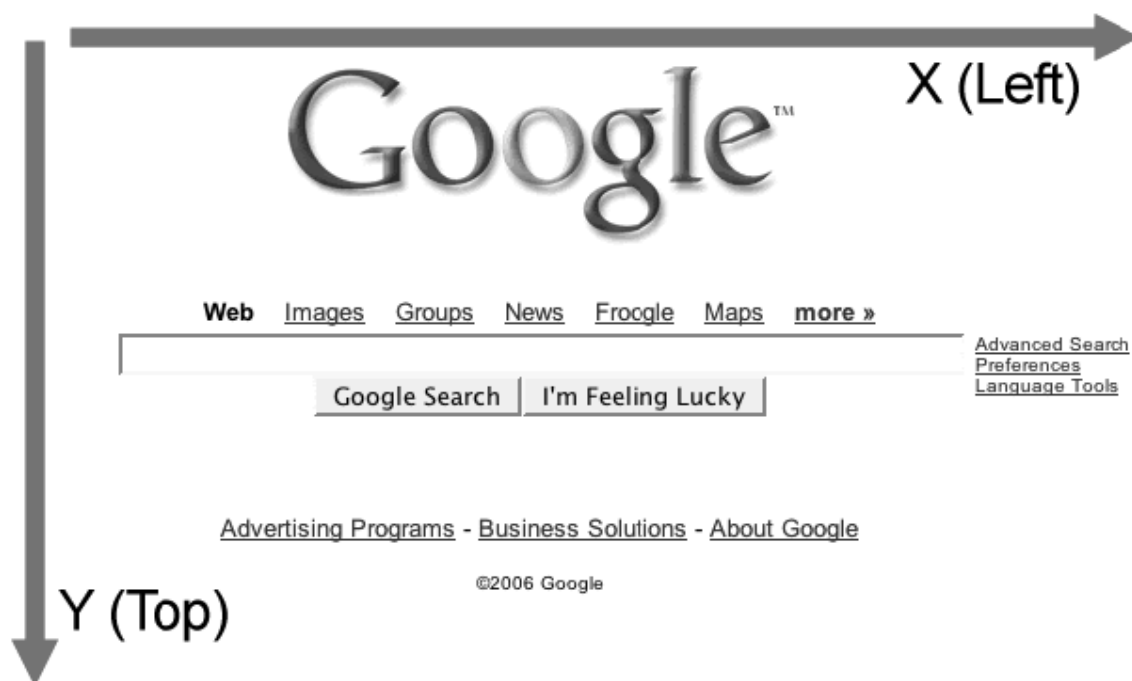 X (Left)
Google™
Web Images Groups News Froogle Maps more »
Advanced Search
Preferences
Language Tools
Google Search I'm Feeling Lucky
Advertising Programs - Business Solutions - About Google
©2006 Google
Y (Top)